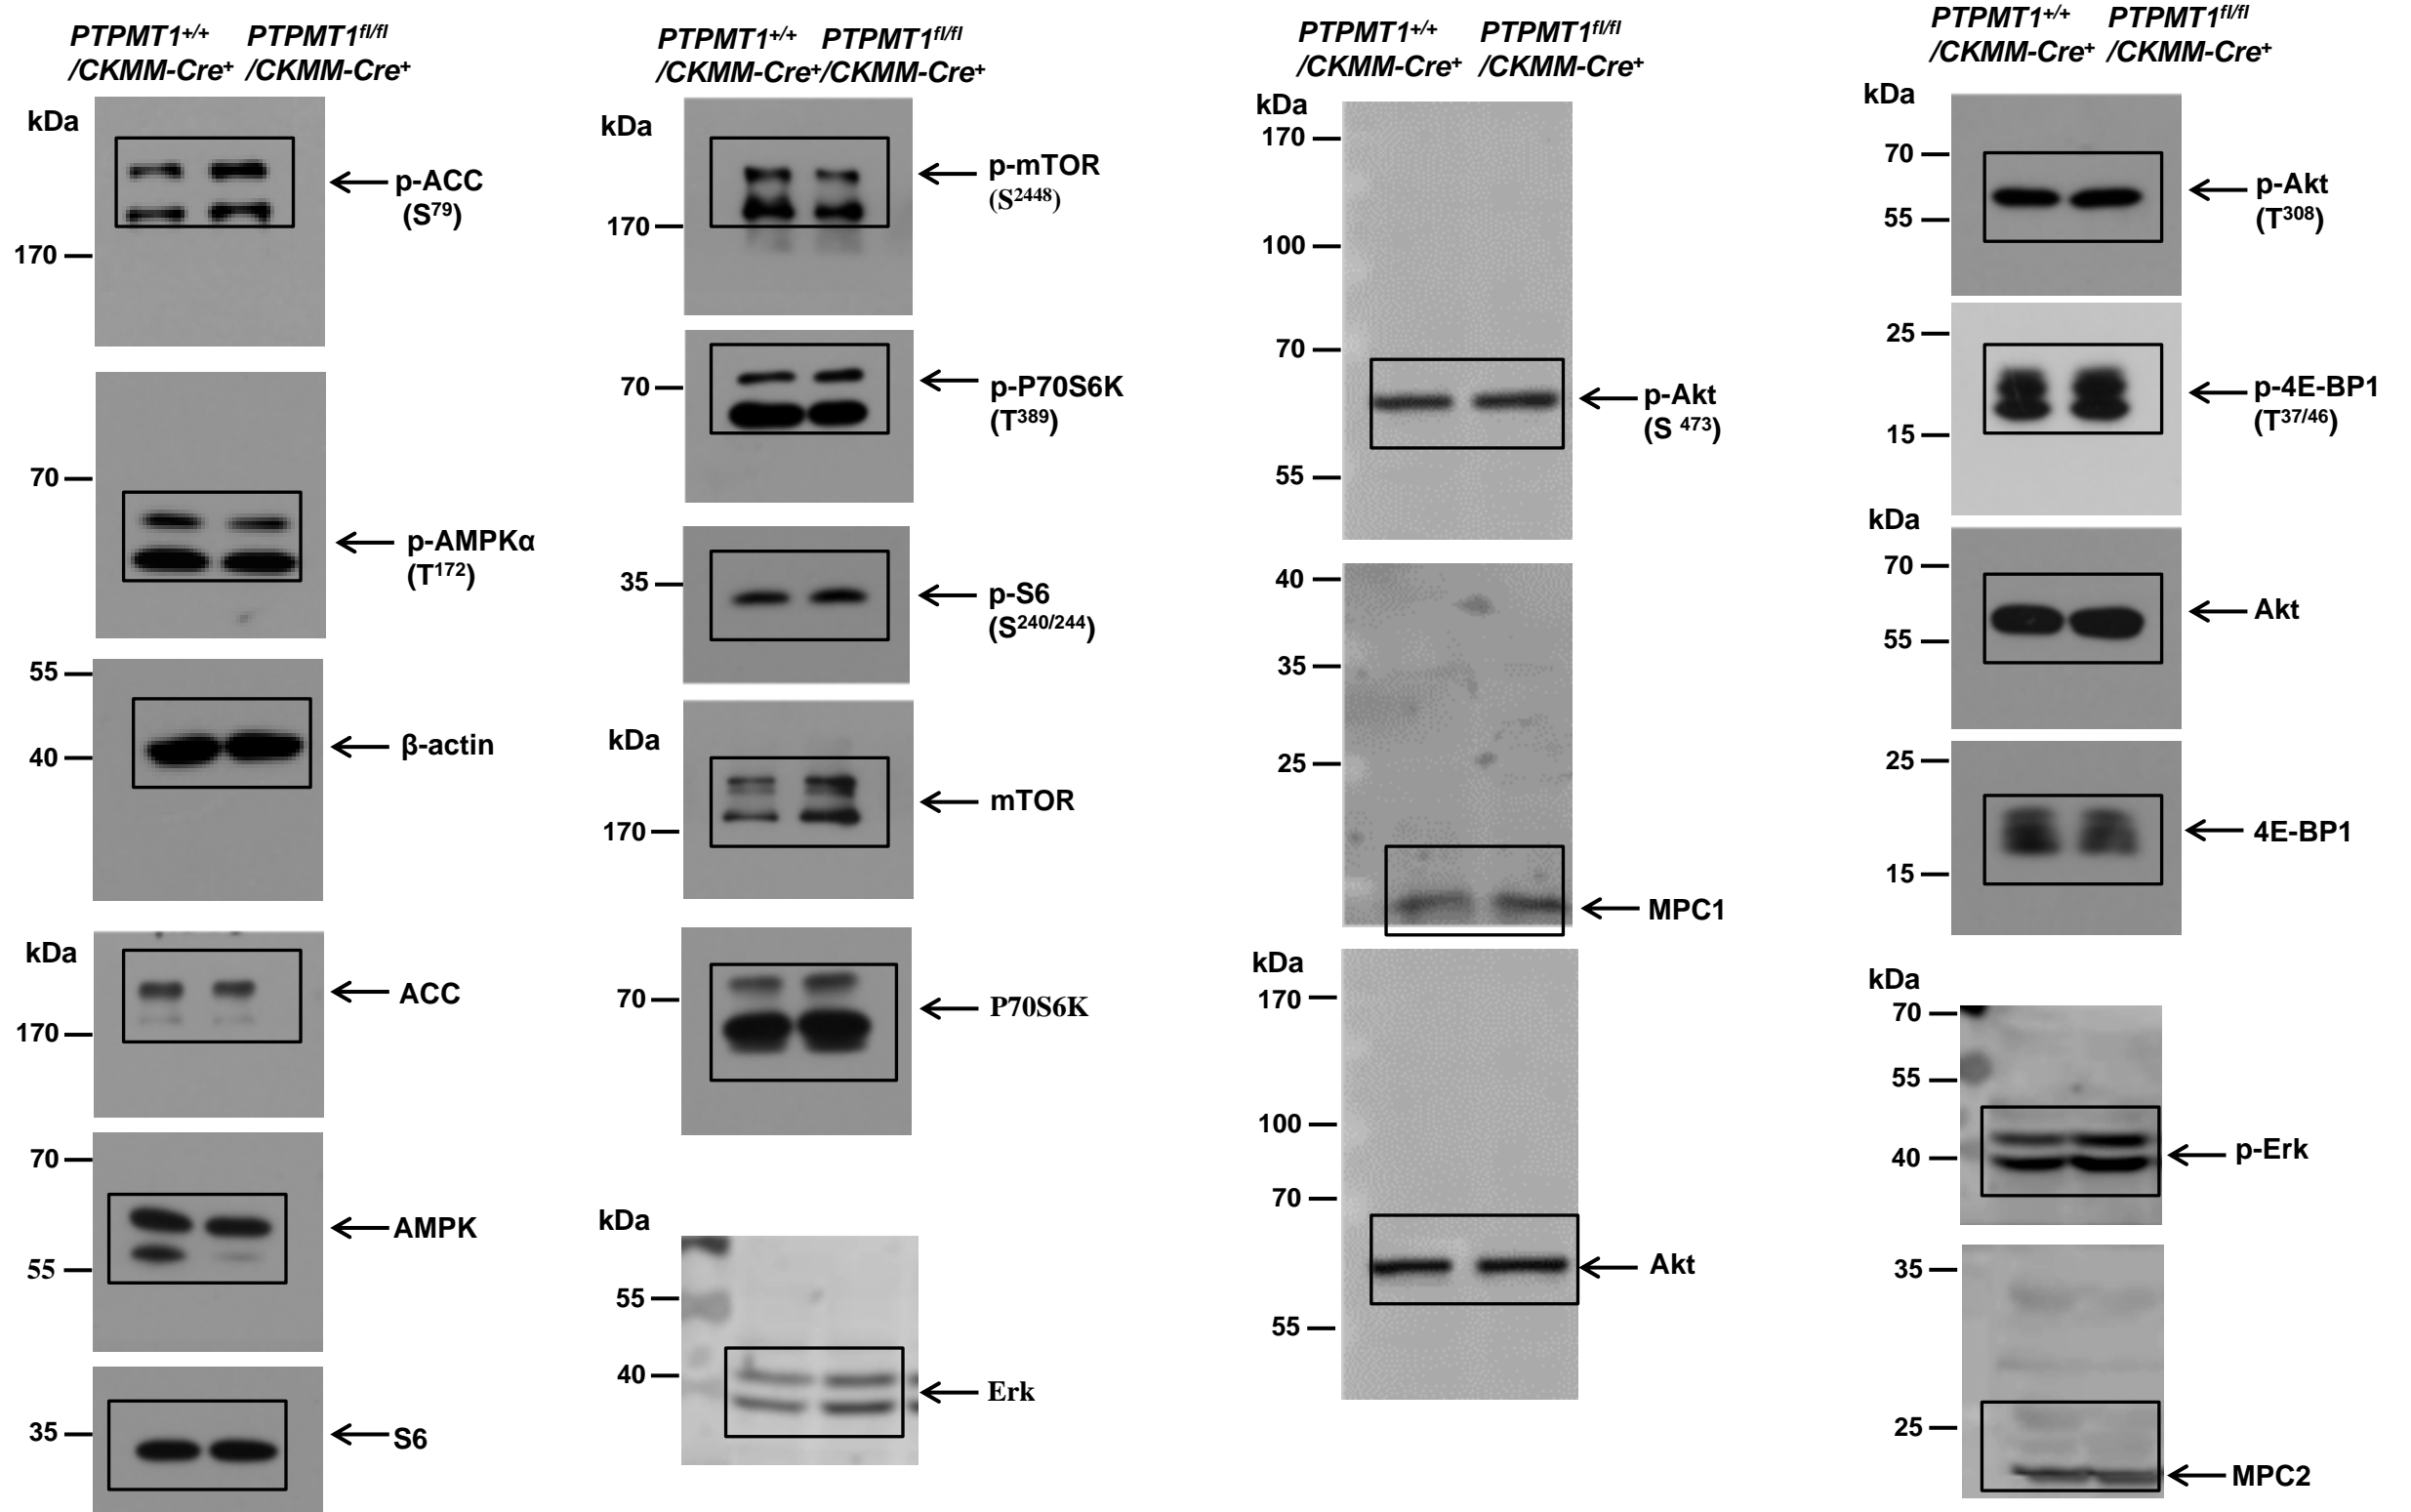 PTPMT1+/+ PTPMT1fl/fl
/CKMM-Cre+ /CKMM-Cre+
kDa
p-ACC
(S79)
170
70
p-AMPKα
(T172)
55
40
β-actin
kDa
ACC
170
70
AMPK
55
35
S6
PTPMT1+/+ PTPMT1fl/fl
/CKMM-Cre+/CKMM-Cre+
kDa
p-mTOR
(S2448)
170
70
p-P70S6K
(T389)
35
p-S6
(S240/244)
kDa
mTOR
170
70
P70S6K
kDa
55
40
Erk
PTPMT1+/+ PTPMT1fl/fl
/CKMM-Cre+ /CKMM-Cre+
kDa
170
100
70
p-Akt
(S 473)
55
40
35
25
MPC1
kDa
170
100
70
Akt
55
PTPMT1+/+ PTPMT1fl/fl
/CKMM-Cre+ /CKMM-Cre+
kDa
70
p-Akt
55
(T308)
25
p-4E-BP1
(T37/46)
15
kDa
70
Akt
55
25
4E-BP1
15
kDa
70
55
p-Erk
40
35
25
MPC2